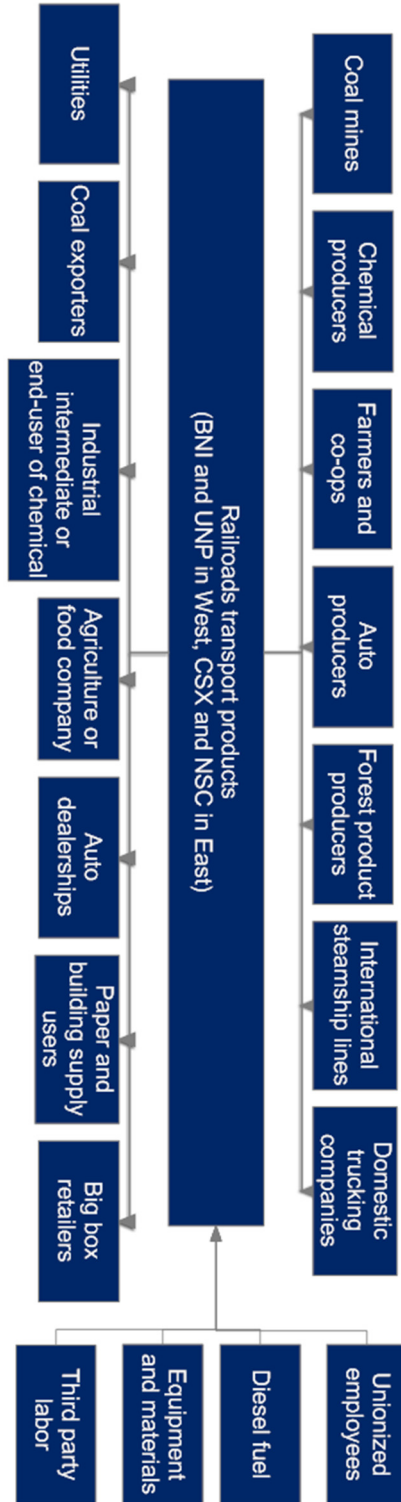 Coal mines
Chemical
producers
Farmers and
co-ops
Auto
producers
Forest product
producers
International
steamship lines
Domestic
trucking
companies
Unionized
employees
Railroads transport products
(BNI and UNP in West, CSX and NSC in East)
Diesel fuel
Equipment
and materials
Utilities
Coal exporters
Industrial
intermediate or
end-user of chemical
Agriculture or
food company
Auto
dealerships
Paper and
building supply
users
Big box
retailers
Third party
labor